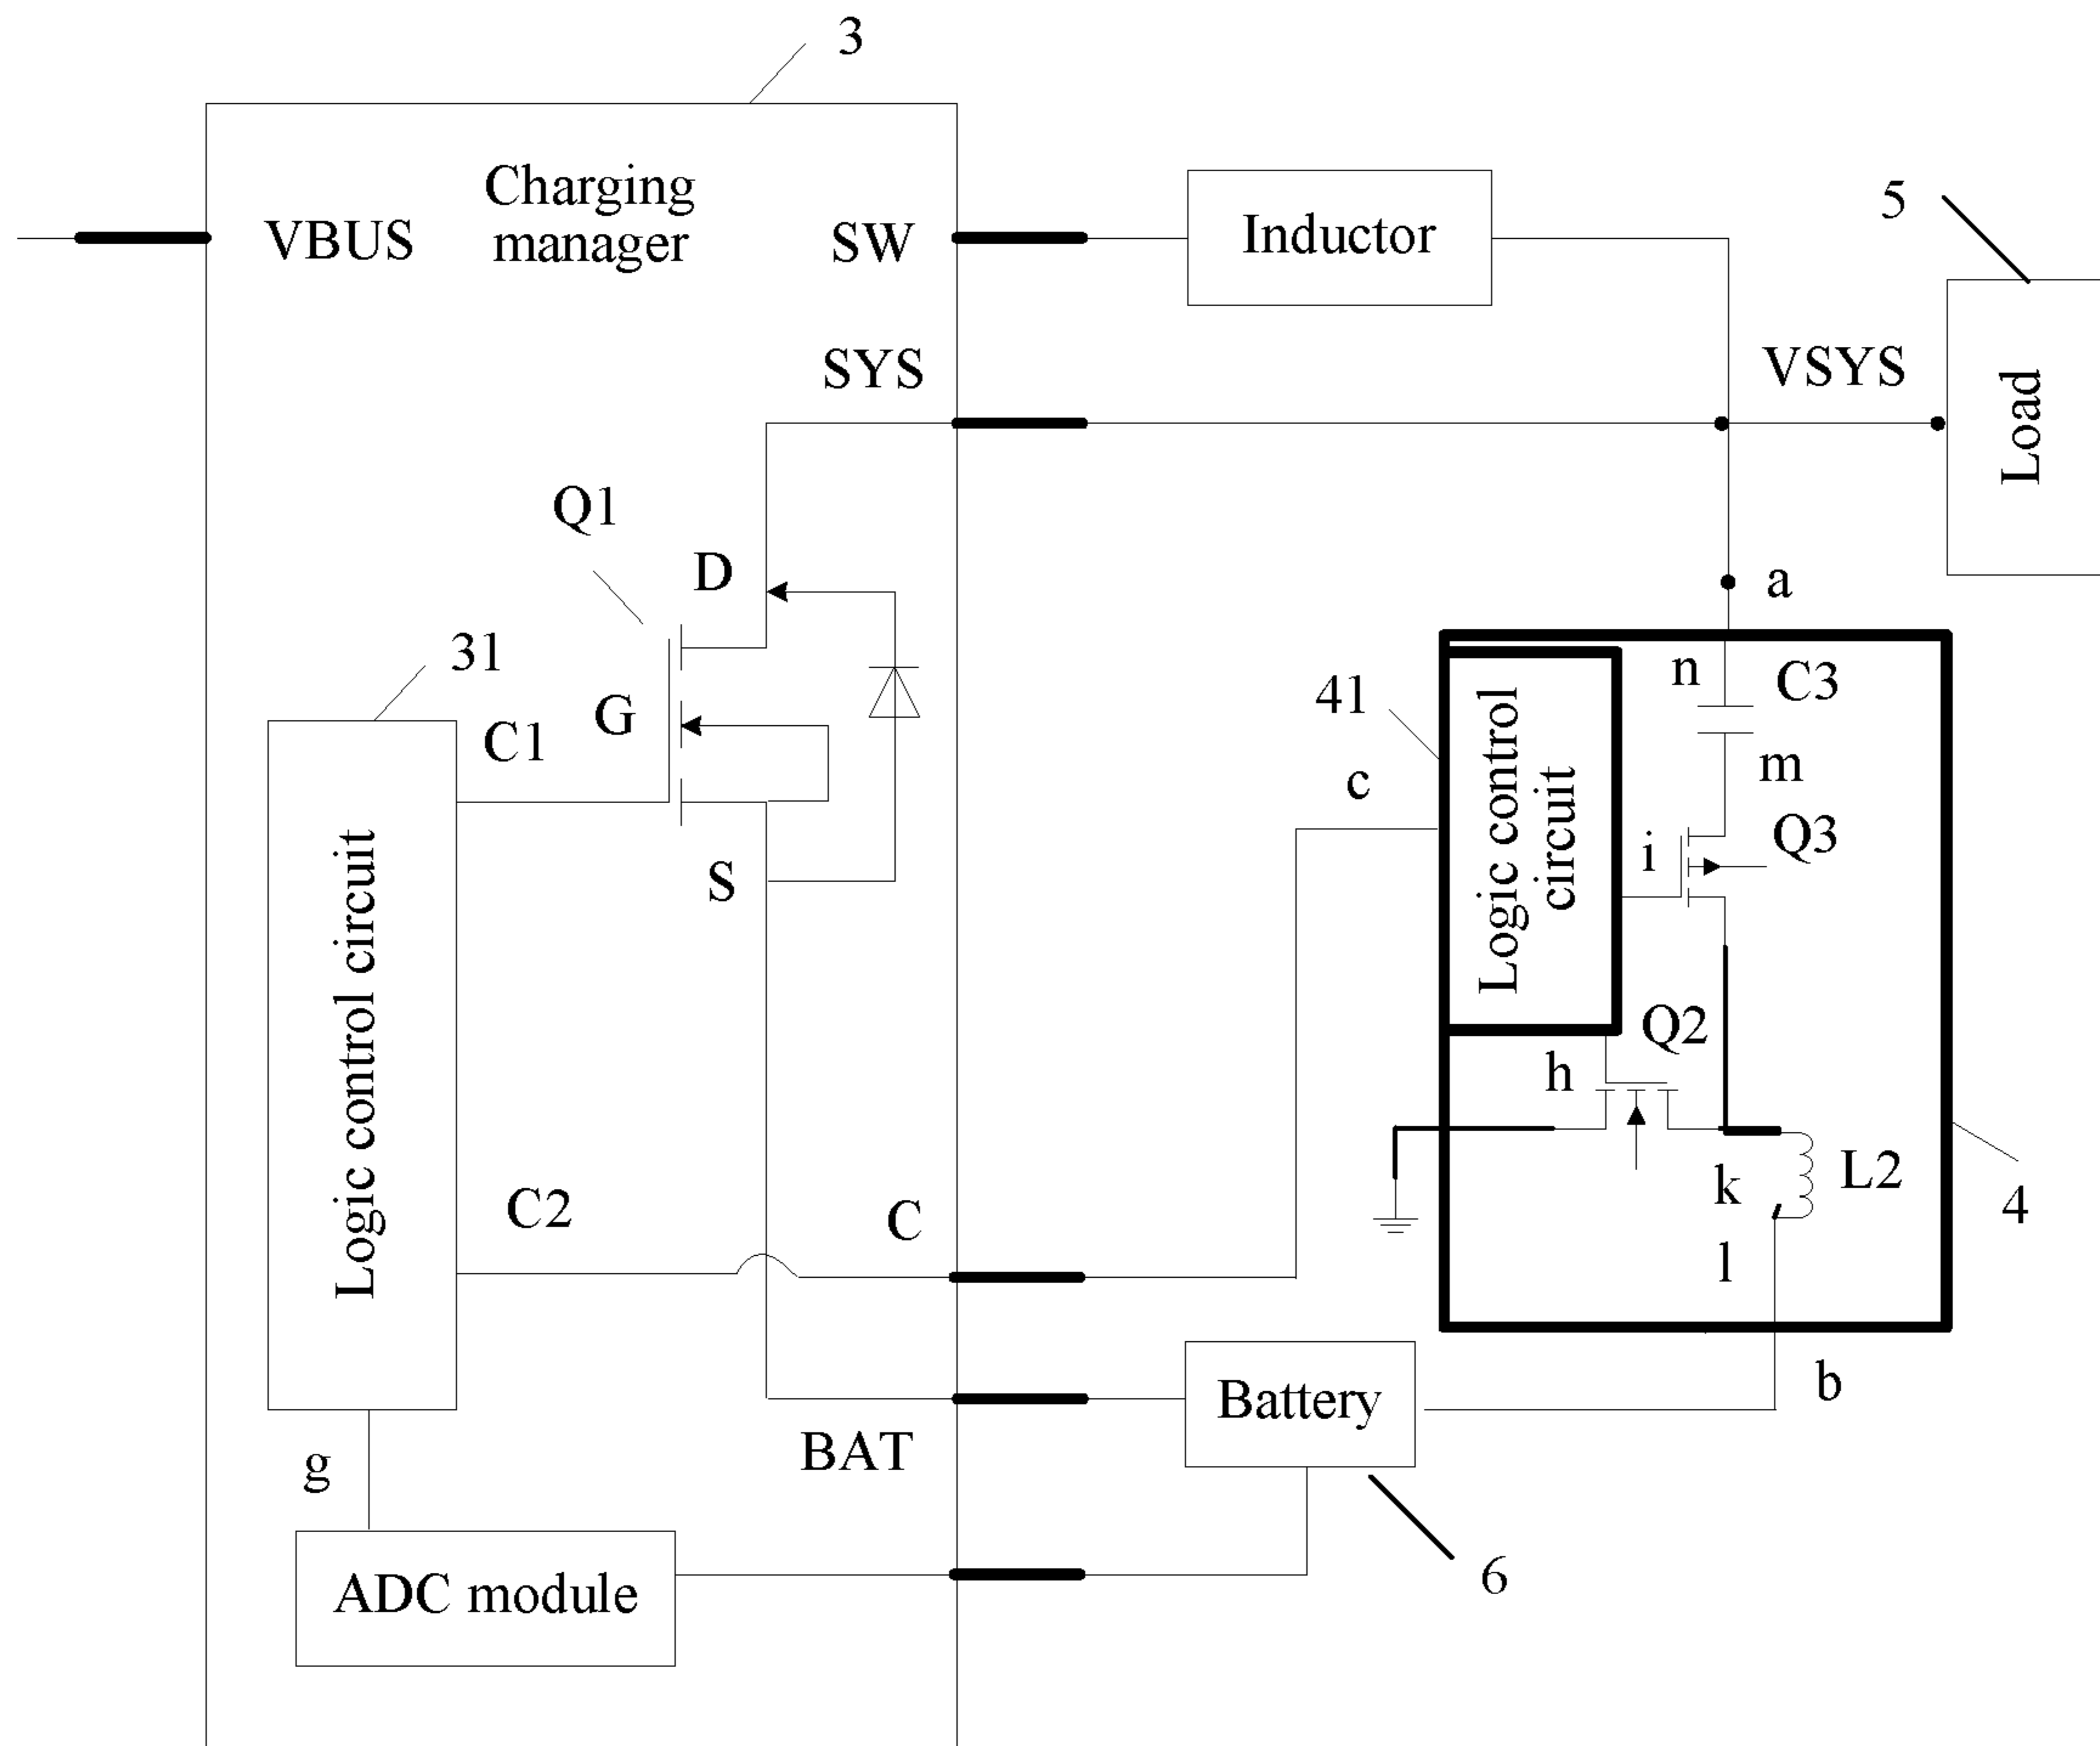 3
Charging
manager
VBUS
SW
Inductor
5
SYS
VSYS
Load
Q1
D
a
31
41
n
C3
C1
G
c
m
Logic control
circuit
i
Q3
S
Logic control circuit
Q2
h
C2
C
k
L2
4
l
Battery
b
BAT
g
6
ADC module